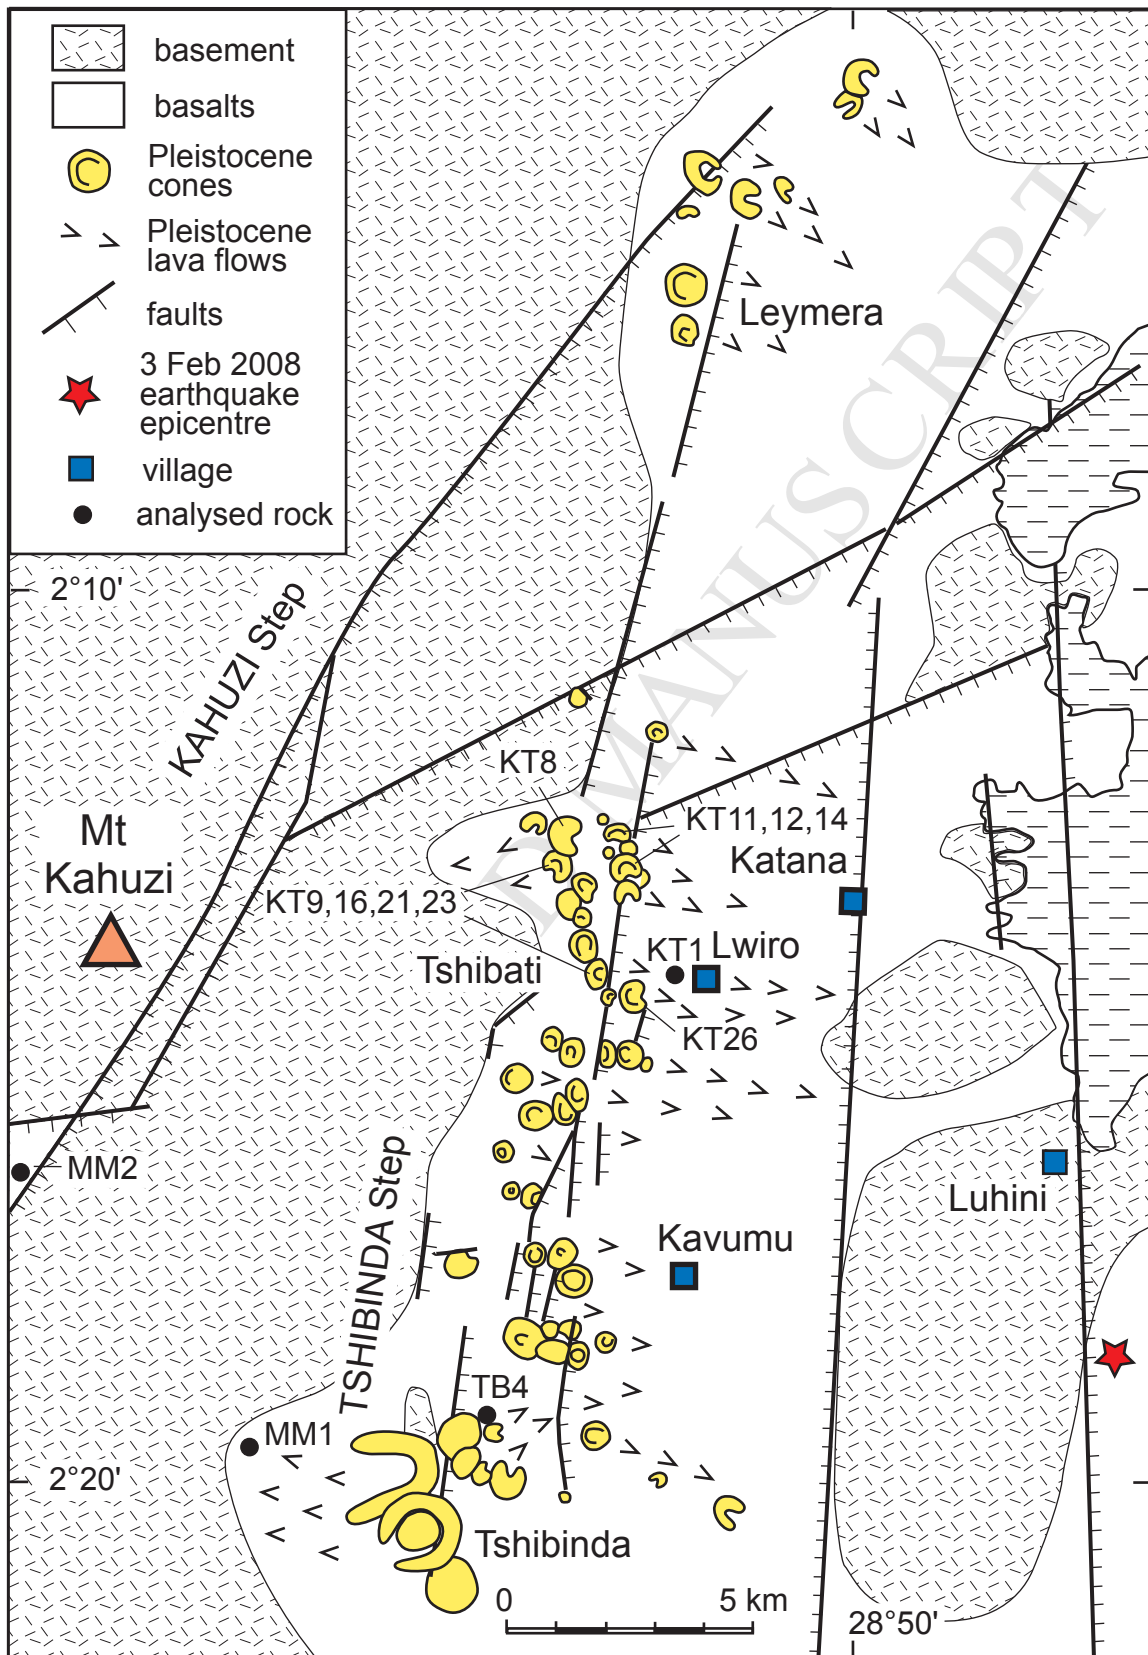 basement
basalts
Pleistocene
cones
Pleistocene
lava flows
faults
3 Feb 2008
earthquake
epicentre
village
analysed rock
D MANUSCRIPT
Leymera
2°10'
KAHUZI Step
KT8
Mt
Kahuzi
KT11,12,14
Katana
KT9,16,21,23
Tshibati
KT1
Lwiro
KT26
MM2
TSHIBINDA Step
Luhini
Kavumu
TB4
MM1
2°20'
Tshibinda
0
5 km
28°50'